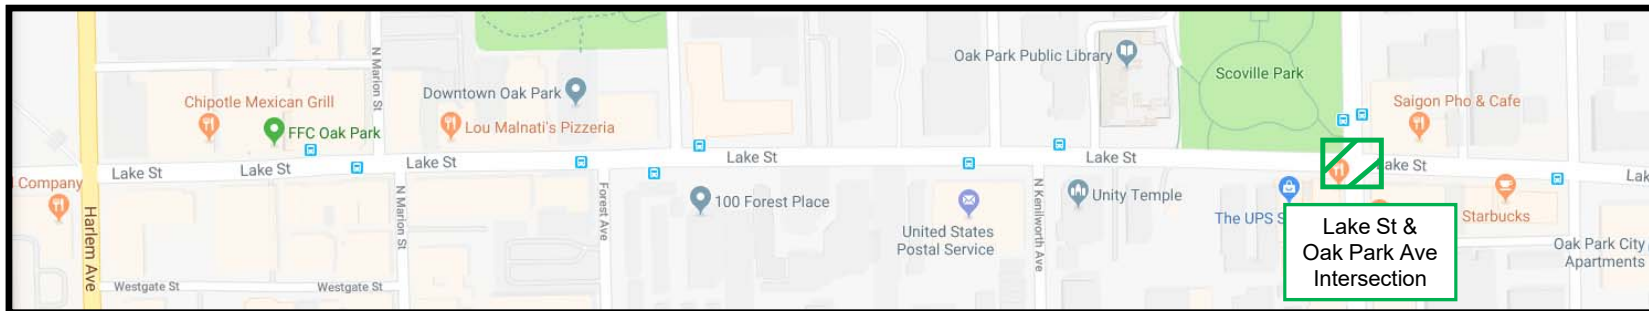 N Marion St
Oak Park Public Library
Scoville Park
Chipotle Mexican Grill
Downtown Oak Park
Saigon Pho & Cafe
FFC Oak Park
Lou Malnati's Pizzeria
Lake St
Lake St
Lake St
Lake St
Lake St
Lake St
Lak
Company
Harlem Ave
N Marion St
Forest Ave
100 Forest Place
United States
Postal Service
N Kenilworth Ave
Unity Temple
The UPS S
Starbucks
Lake St &
Oak Park Ave
Intersection
Oak Park City
Apartments
Westgate St
Westgate St